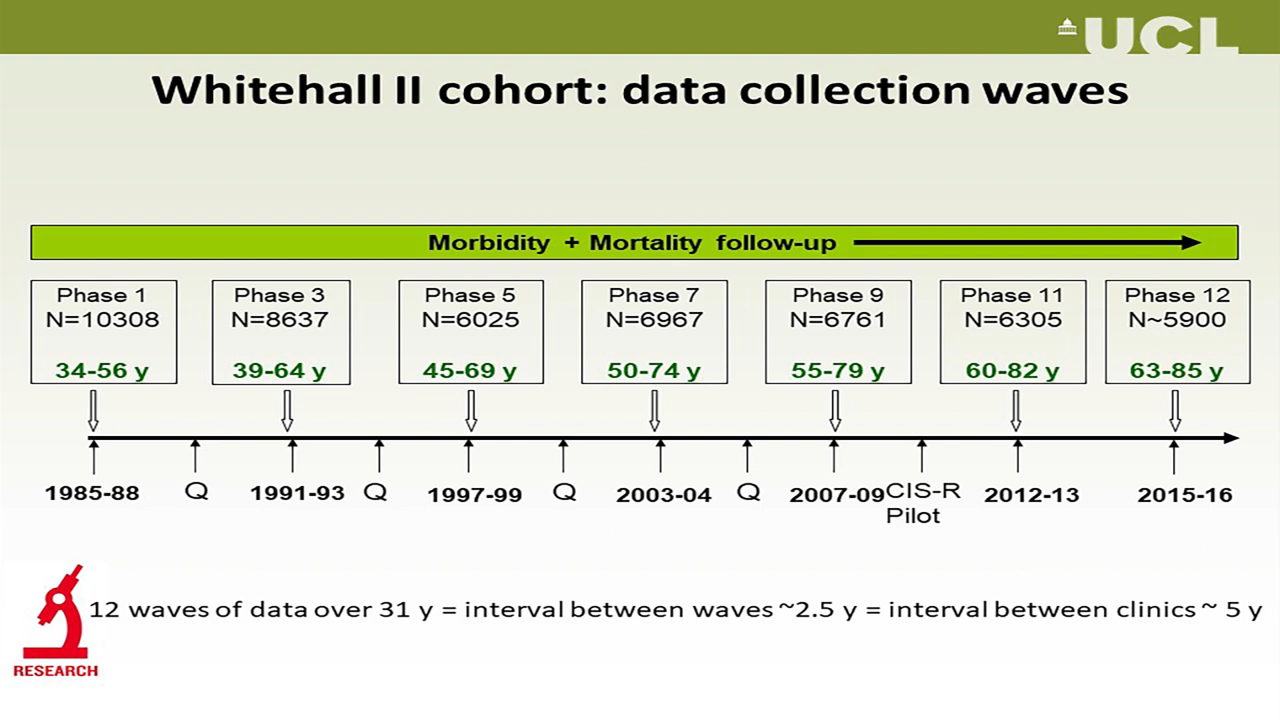 UCL
Whitehall II cohort: data collection waves
Morbidity + Mortality follow-up
Phase 1
N=10308
34-56 y
Phase 3
N=8637
39-64 y
Phase 5
N=6025
45-69 y
Phase 7
N=6967
50-74 y
Phase 9
N=6761
55-79 y
Phase 11
N=6305
60-82 y
Phase 12
N~5900
63-85 y
1985-88
Q
1991-93
Q
1997-99
Q
2003-04
Q
2007-09
CIS-R
Pilot
2012-13
2015-16
12 waves of data over 31 y = interval between waves ~2.5 y = interval between clinics ~ 5 y
RESEARCH